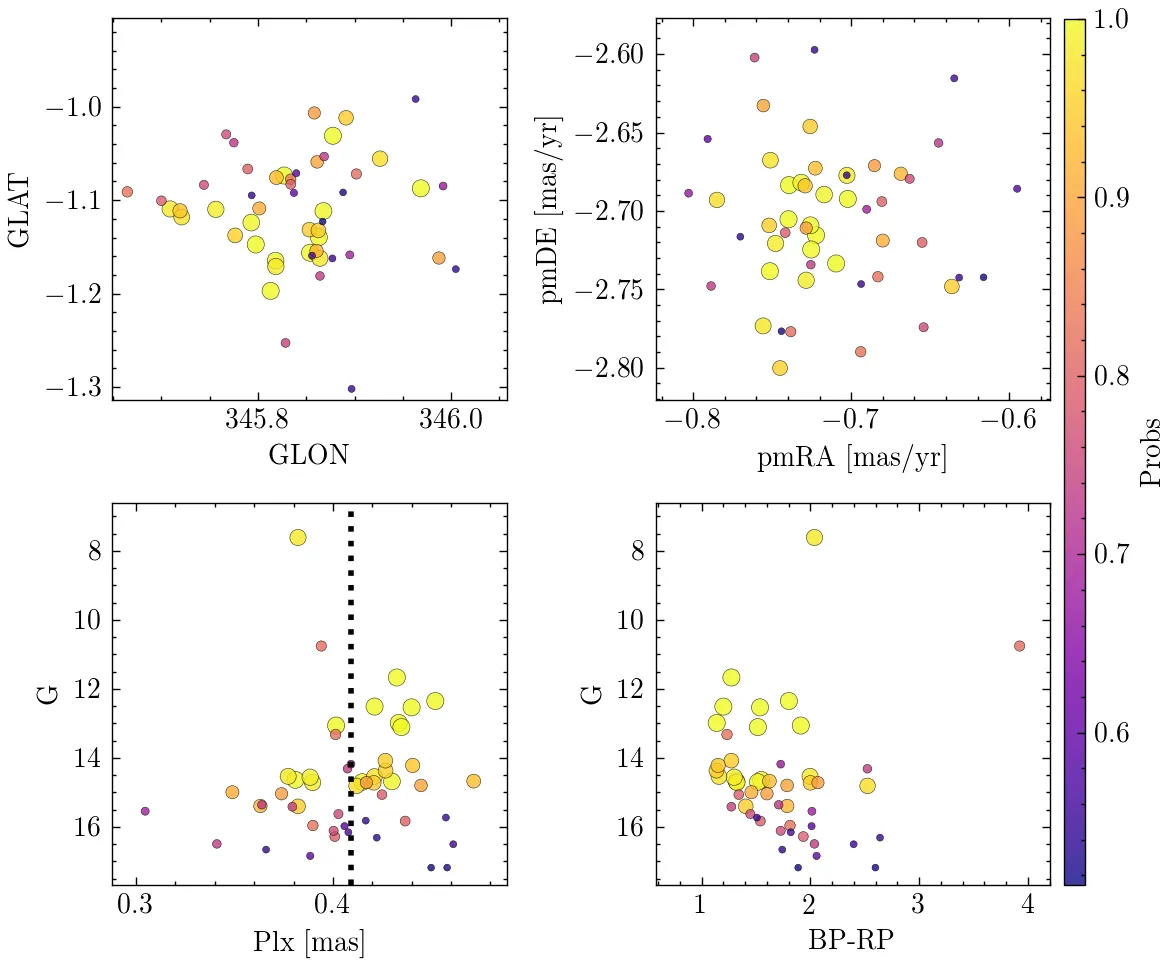 −1.0
−1.1
−1.2
−1.3
GLAT
345.8 346.0
GLON
−2.60
−2.65
−2.70
−2.75
−2.80
pmDE [mas/yr]
−0.8 −0.7 −0.6
pmRA [mas/yr]
1.0
0.9
0.8
0.7
0.6
Probs
8
10
12
14
16
G
0.3 0.4
Plx [mas]
8
10
12
14
16
G
1 2 3 4
BP-RP